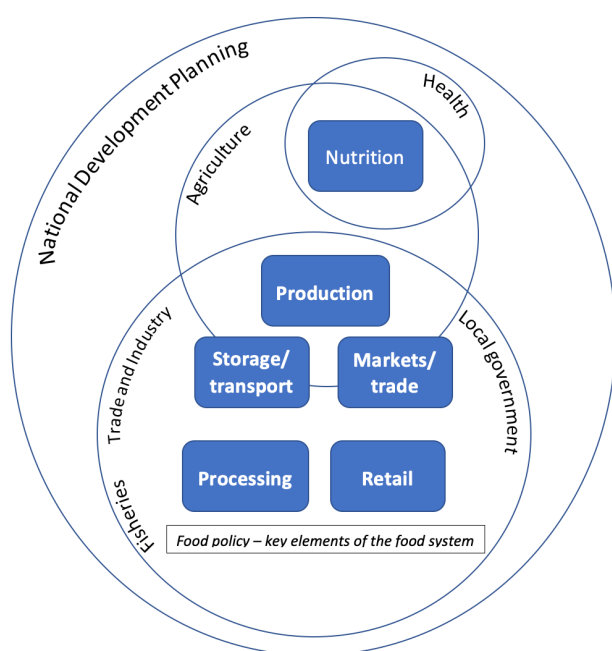 National Development Planning
Health
Agriculture
Nutrition
Production
Trade and Industry
Local government
Storage/
transport
Markets/
trade
Processing
Retail
Fisheries
Food policy – key elements of the food system